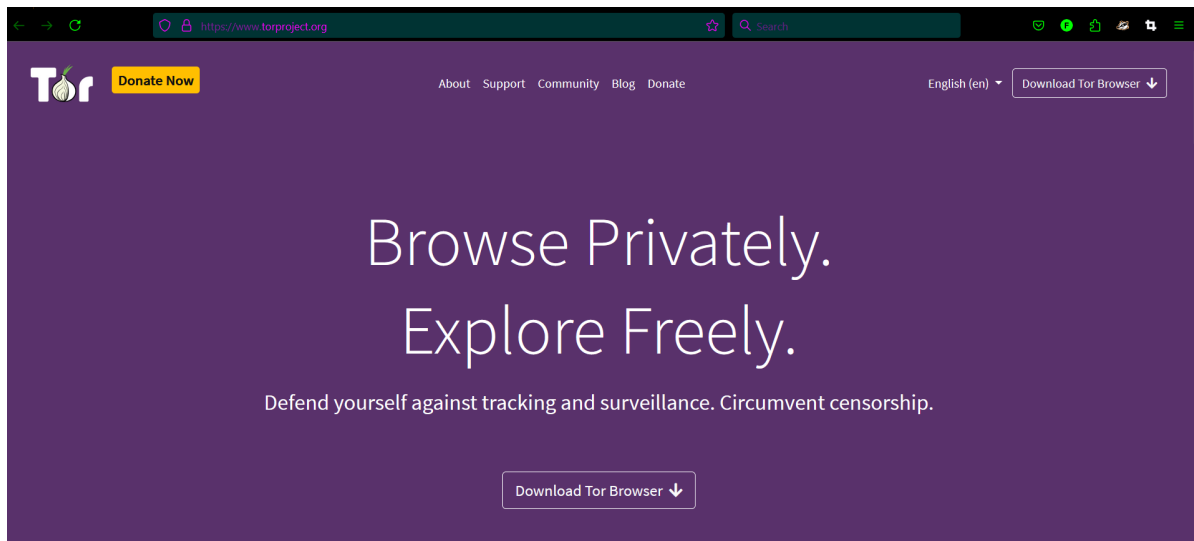 https://www.torproject.org
Search
Tor
Donate Now
About Support Community Blog Donate
English (en)
Download Tor Browser
Browse Privately.
Explore Freely.
Defend yourself against tracking and surveillance. Circumvent censorship.
Download Tor Browser